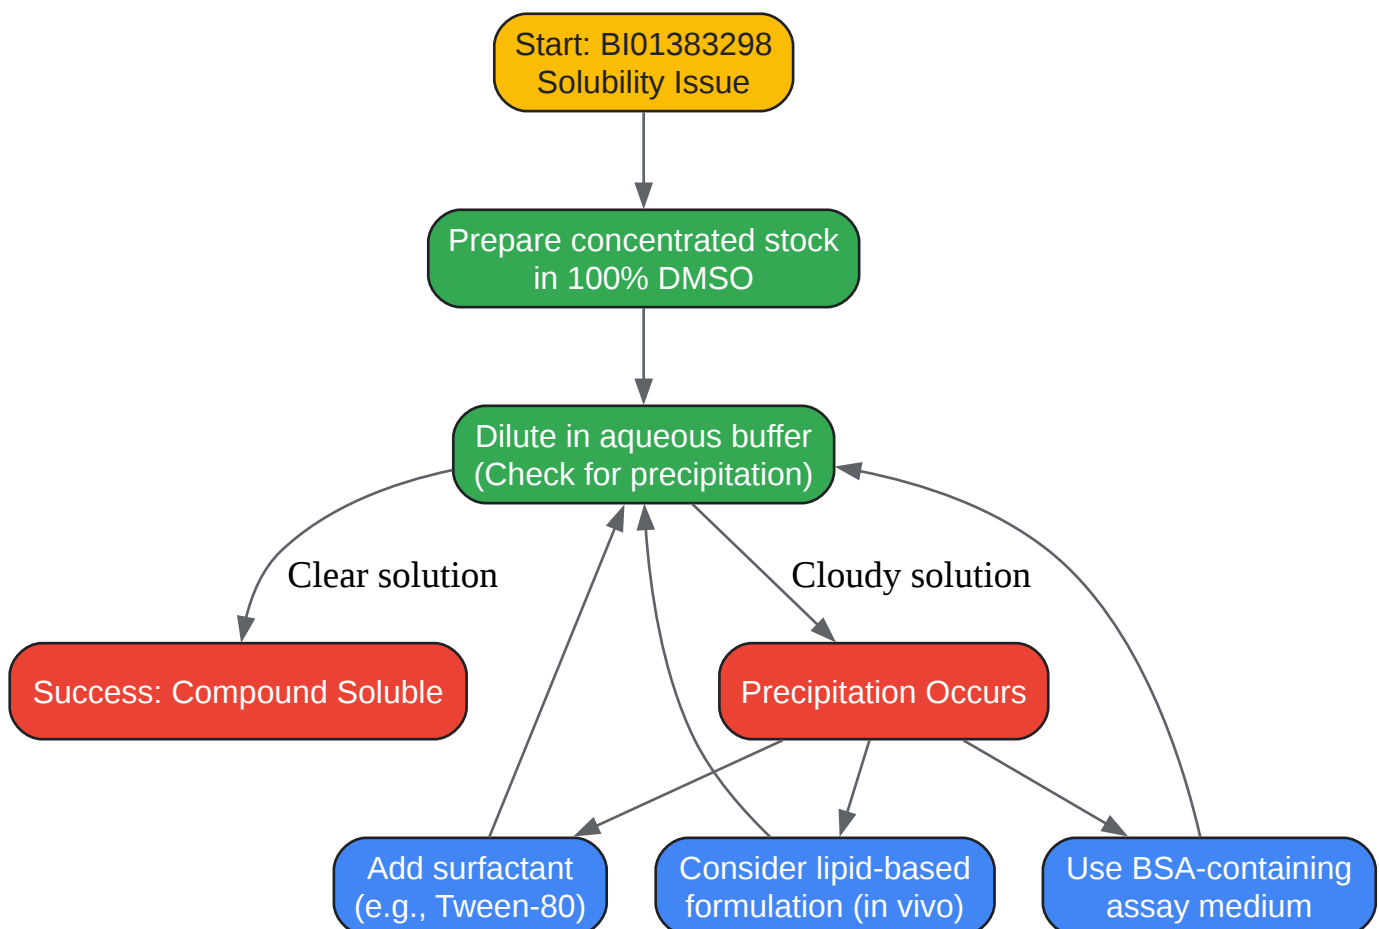 Start: BI01383298
Solubility Issue
Prepare concentrated stock
in 100% DMSO
Dilute in aqueous buffer
(Check for precipitation)
Clear solution
Cloudy solution
Success: Compound Soluble
Precipitation Occurs
Add surfactant
(e.g., Tween-80)
Consider lipid-based
formulation (in vivo)
Use BSA-containing
assay medium